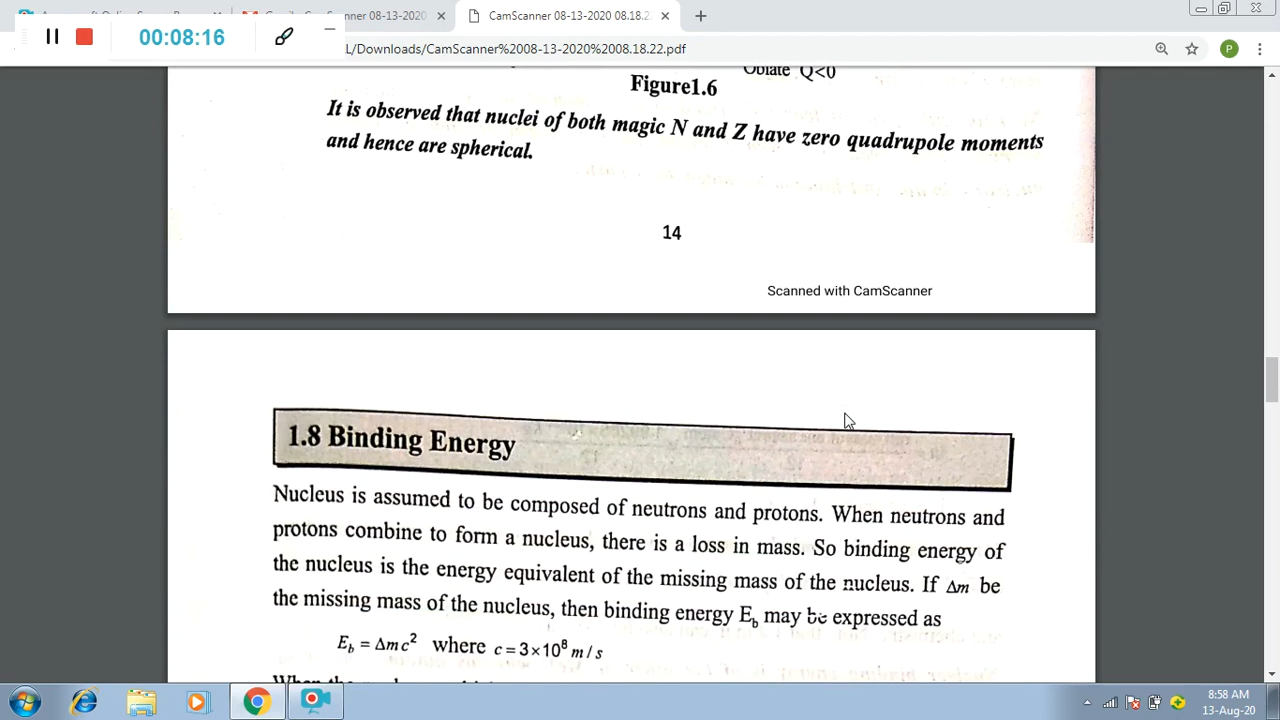 nner 08-13-2020
CamScanner 08-13-2020 08.18.2
00:08:16
L/Downloads/CamScanner%2008-13-2020%2008.18.22.pdf
P
Oblate Q<0
Figure1.6
It is observed that nuclei of both magic N and Z have zero quadrupole moments
and hence are spherical.
14
Scanned with CamScanner
1.8 Binding Energy
Nucleus is assumed to be composed of neutrons and protons. When neutrons and
protons combine to form a nucleus, there is a loss in mass. So binding energy of
the nucleus is the energy equivalent of the missing mass of the nucleus. If Δm be
the missing mass of the nucleus, then binding energy E_b may be expressed as
E_b = Δmc² where c = 3×10⁸ m / s
8:58 AM
13-Aug-20